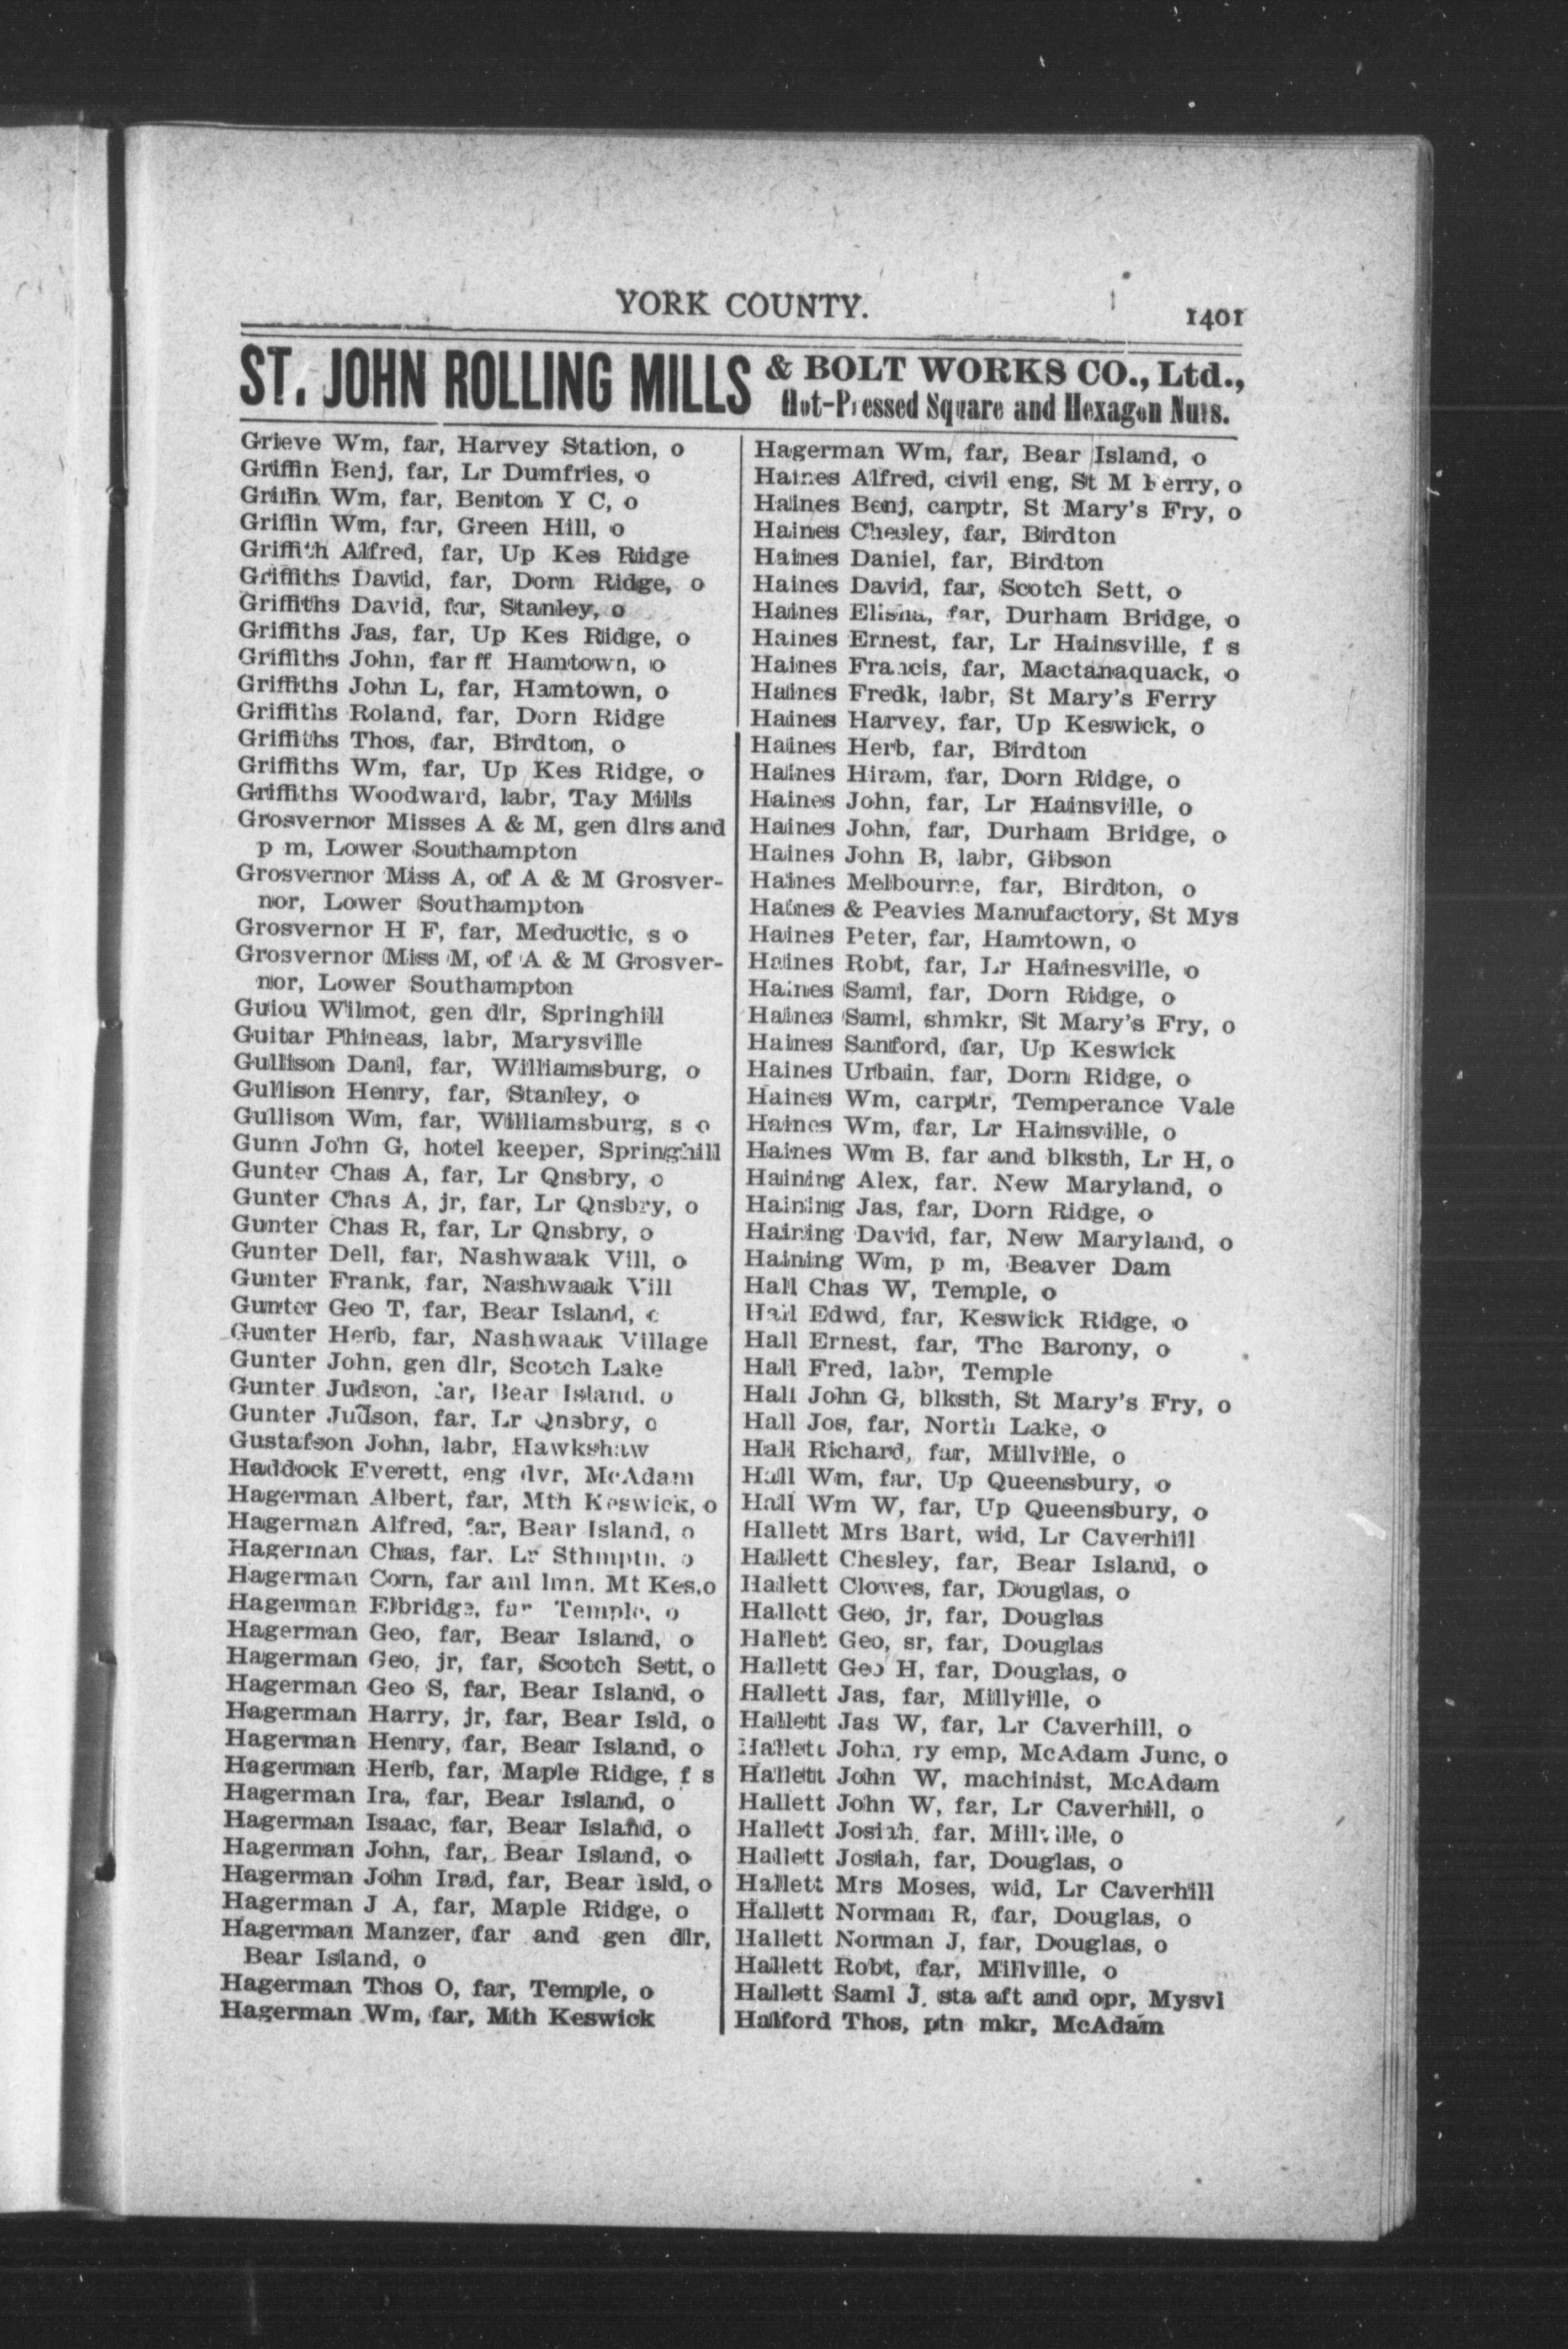 YORK COUNTY.
1401
ST. JOHN ROLLING MILLS & BOLT WORKS CO., Ltd.,
Hot-Pressed Square and Hexagon Nuts.
Grieve Wm, far, Harvey Station, o
Griffin Benj, far, Lr Dumfries, o
Griffin Wm, far, Benton Y C, o
Griffin Wm, far, Green Hill, o
Griffith Alfred, far, Up Kes Ridge
Griffiths David, far, Dorn Ridge, o
Griffiths David, far, Stanley, o
Griffiths Jas, far, Up Kes Ridge, o
Griffiths John, far ff Hamtown, o
Griffiths John L, far, Hamtown, o
Griffiths Roland, far, Dorn Ridge
Griffiths Thos, far, Birdton, o
Griffiths Wm, far, Up Kes Ridge, o
Griffiths Woodward, labr, Tay Mills
Grosvernor Misses A & M, gen dlrs and
p m, Lower Southampton
Grosvernor Miss A, of A & M Grosver-
nor, Lower Southampton
Grosvernor H F, far, Meductic, s o
Grosvernor Miss M, of A & M Grosver-
nor, Lower Southampton
Guiou Wilmot, gen dlr, Springhill
Guitar Phineas, labr, Marysville
Gullison Danl, far, Williamsburg, o
Gullison Henry, far, Stanley, o
Gullison Wm, far, Williamsburg, s o
Gunn John G, hotel keeper, Springhill
Gunter Chas A, far, Lr Qnsbry, o
Gunter Chas A, jr, far, Lr Qnsbry, o
Gunter Chas R, far, Lr Qnsbry, o
Gunter Dell, far, Nashwaak Vill, o
Gunter Frank, far, Nashwaak Vill
Gunter Geo T, far, Bear Island, o
Gunter Herb, far, Nashwaak Village
Gunter John, gen dlr, Scotch Lake
Gunter Judson, far, Bear Island, o
Gunter Judson, far, Lr Qnsbry, o
Gustafson John, labr, Hawkshaw
Haddock Everett, eng dvr, McAdam
Hagerman Albert, far, Mth Keswick, o
Hagerman Alfred, far, Bear Island, o
Hagerman Chas, far, Lr Sthmptn, o
Hagerman Corn, far anl lmn, Mt Kes,o
Hagerman Elbridge, far Temple, o
Hagerman Geo, far, Bear Island, o
Hagerman Geo, jr, far, Scotch Sett, o
Hagerman Geo S, far, Bear Island, o
Hagerman Harry, jr, far, Bear Isld, o
Hagerman Henry, far, Bear Island, o
Hagerman Herb, far, Maple Ridge, f s
Hagerman Ira, far, Bear Island, o
Hagerman Isaac, far, Bear Island, o
Hagerman John, far, Bear Island, o
Hagerman John Irad, far, Bear Isld, o
Hagerman J A, far, Maple Ridge, o
Hagerman Manzer, far and gen dlr,
Bear Island, o
Hagerman Thos O, far, Temple, o
Hagerman Wm, far, Mth Keswick
Hagerman Wm, far, Bear Island, o
Haines Alfred, civil eng, St M Ferry, o
Haines Benj, carptr, St Mary's Fry, o
Haines Chesley, far, Birdton
Haines Daniel, far, Birdton
Haines David, far, Scotch Sett, o
Haines Elisha, far, Durham Bridge, o
Haines Ernest, far, Lr Hainsville, f s
Haines Francis, far, Mactanaquack, o
Haines Fredk, labr, St Mary's Ferry
Haines Harvey, far, Up Keswick, o
Haines Herb, far, Birdton
Haines Hiram, far, Dorn Ridge, o
Haines John, far, Lr Hainsville, o
Haines John, far, Durham Bridge, o
Haines John B, labr, Gibson
Haines Melbourne, far, Birdton, o
Haines & Peavies Manufactory, St Mys
Haines Peter, far, Hamtown, o
Haines Robt, far, Lr Hainesville, o
Haines Saml, far, Dorn Ridge, o
Haines Saml, shmkr, St Mary's Fry, o
Haines Sanford, far, Up Keswick
Haines Urbain, far, Dorn Ridge, o
Haines Wm, carptr, Temperance Vale
Haines Wm, far, Lr Hainsville, o
Haines Wm B. far and blksth, Lr H, o
Haining Alex, far. New Maryland, o
Haining Jas, far, Dorn Ridge, o
Haining David, far, New Maryland, o
Haining Wm, p m, Beaver Dam
Hall Chas W, Temple, o
Hall Edwd, far, Keswick Ridge, o
Hall Ernest, far, The Barony, o
Hall Fred, labr, Temple
Hall John G, blksth, St Mary's Fry, o
Hall Jos, far, North Lake, o
Hall Richard, far, Millville, o
Hall Wm, far, Up Queensbury, o
Hall Wm W, far, Up Queensbury, o
Hallett Mrs Bart, wid, Lr Caverhill
Hallett Chesley, far, Bear Island, o
Hallett Clowes, far, Douglas, o
Hallett Geo, jr, far, Douglas
Hallett Geo, sr, far, Douglas
Hallett Geo H, far, Douglas, o
Hallett Jas, far, Millville, o
Hallett Jas W, far, Lr Caverhill, o
Hallett John, ry emp, McAdam Junc, o
Hallett John W, machinist, McAdam
Hallett John W, far, Lr Caverhill, o
Hallett Josiah, far, Millville, o
Hallett Josiah, far, Douglas, o
Hallett Mrs Moses, wid, Lr Caverhill
Hallett Norman R, far, Douglas, o
Hallett Norman J, far, Douglas, o
Hallett Robt, far, Millville, o
Hallett Saml J, sta aft and opr, Mysvl
Halford Thos, ptn mkr, McAdam